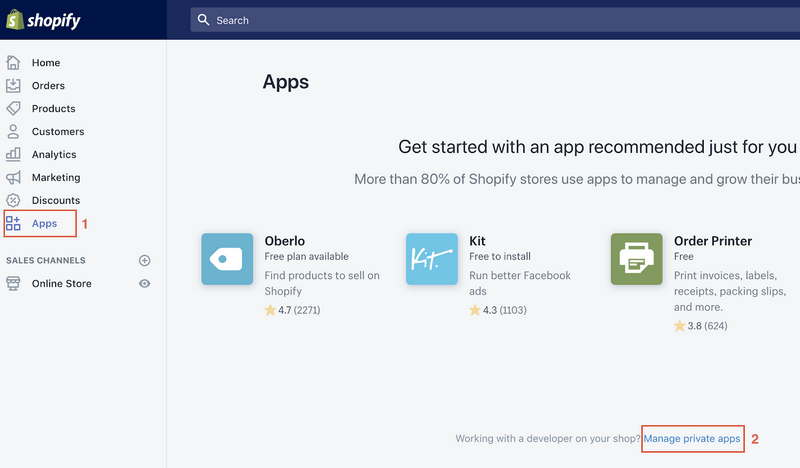 shopify
Search
Home
Orders
Products
Customers
Analytics
Marketing
Discounts
Apps 1
SALES CHANNELS
Online Store
Apps
Get started with an app recommended just for you
More than 80% of Shopify stores use apps to manage and grow their bus
Oberlo
Free plan available
Find products to sell on
Shopify
4.7 (2271)
Kit.
Kit
Free to install
Run better Facebook
ads
4.3 (1103)
Order Printer
Free
Print invoices, labels,
receipts, packing slips,
and more.
3.8 (624)
Working with a developer on your shop? Manage private apps 2